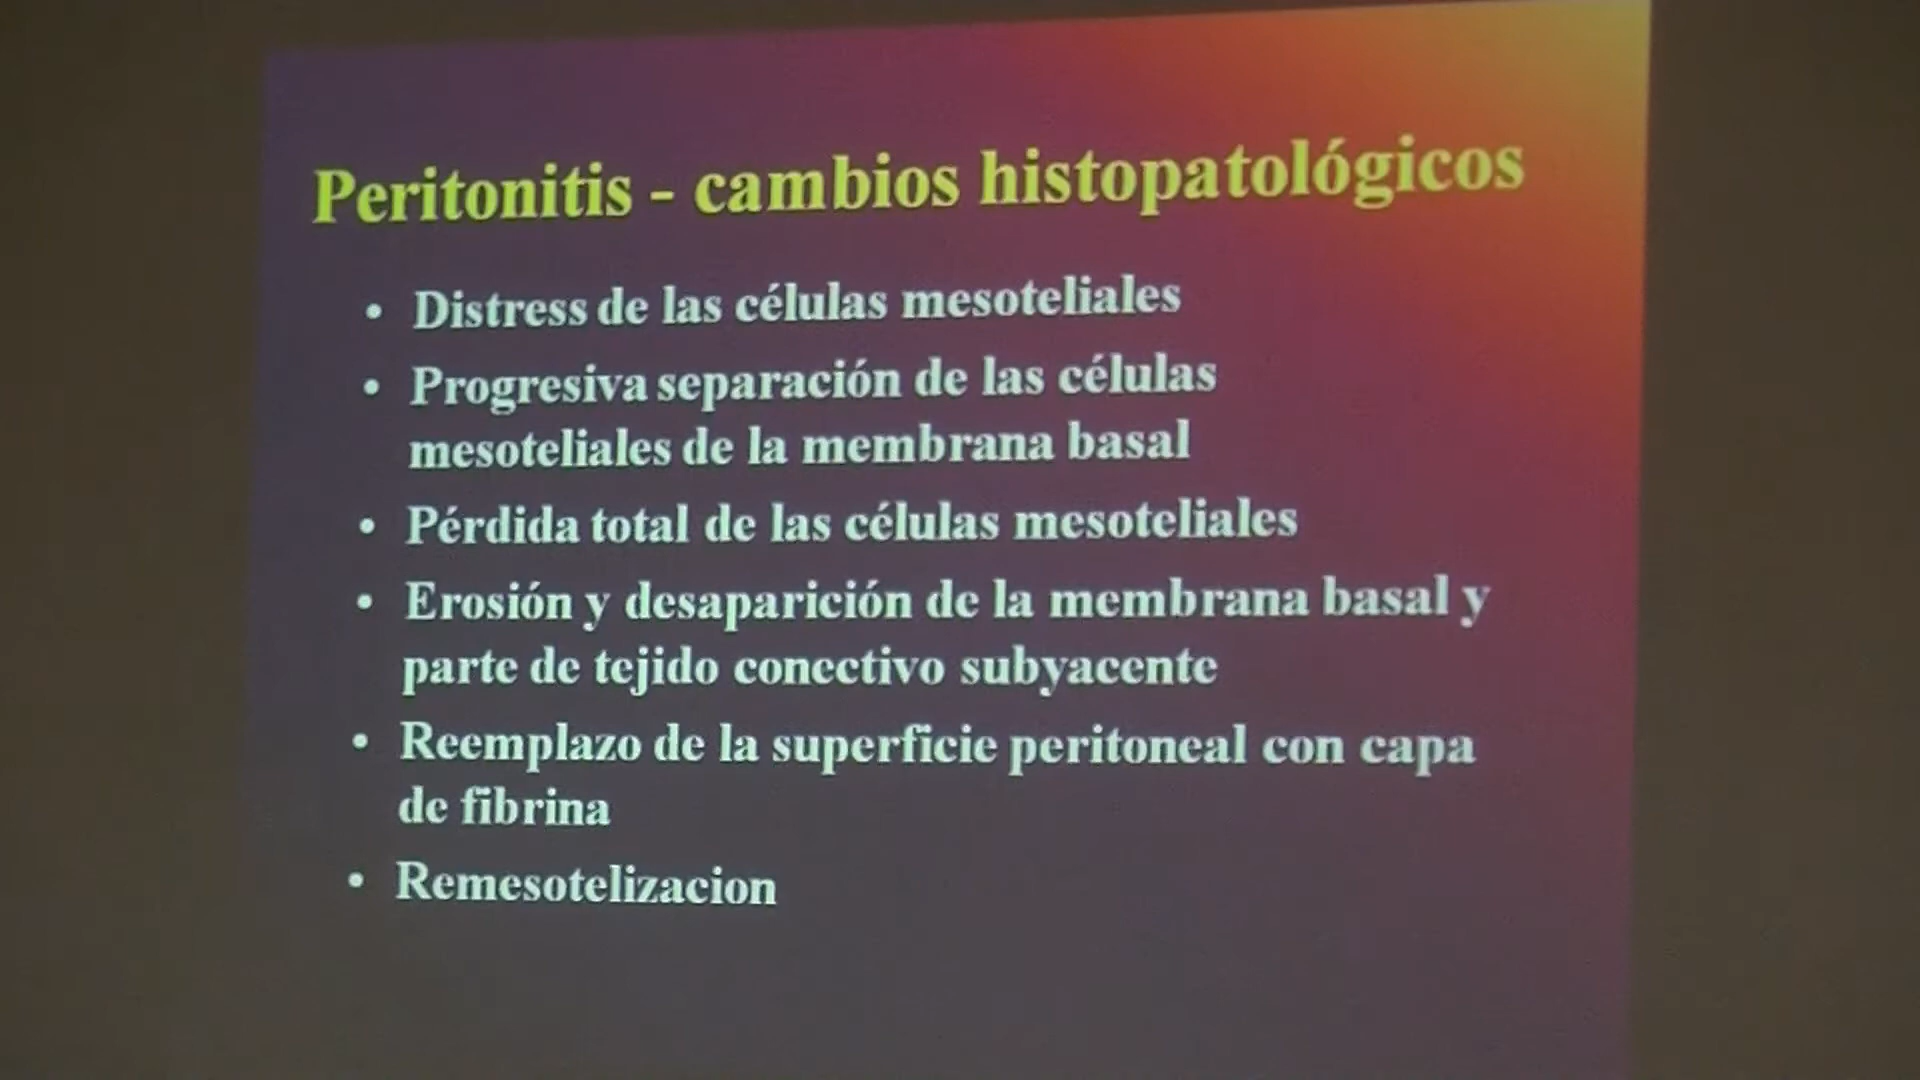 Peritonitis - cambios histopatológicos
• Distress de las células mesoteliales
• Progresiva separación de las células
mesoteliales de la membrana basal
• Pérdida total de las células mesoteliales
• Erosión y desaparición de la membrana basal y
parte de tejido conectivo subyacente
• Reemplazo de la superficie peritoneal con capa
de fibrina
• Remesotelizacion